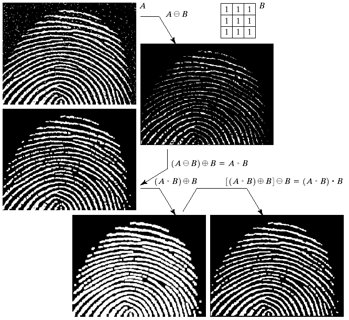 A
A ⊖ B
1 1 1
1 1 1
1 1 1
B
(A ⊖ B) ⊕ B = A ∘ B
(A ∘ B) ⊕ B
[(A ∘ B) ⊕ B] ⊖ B = (A ∘ B) • B